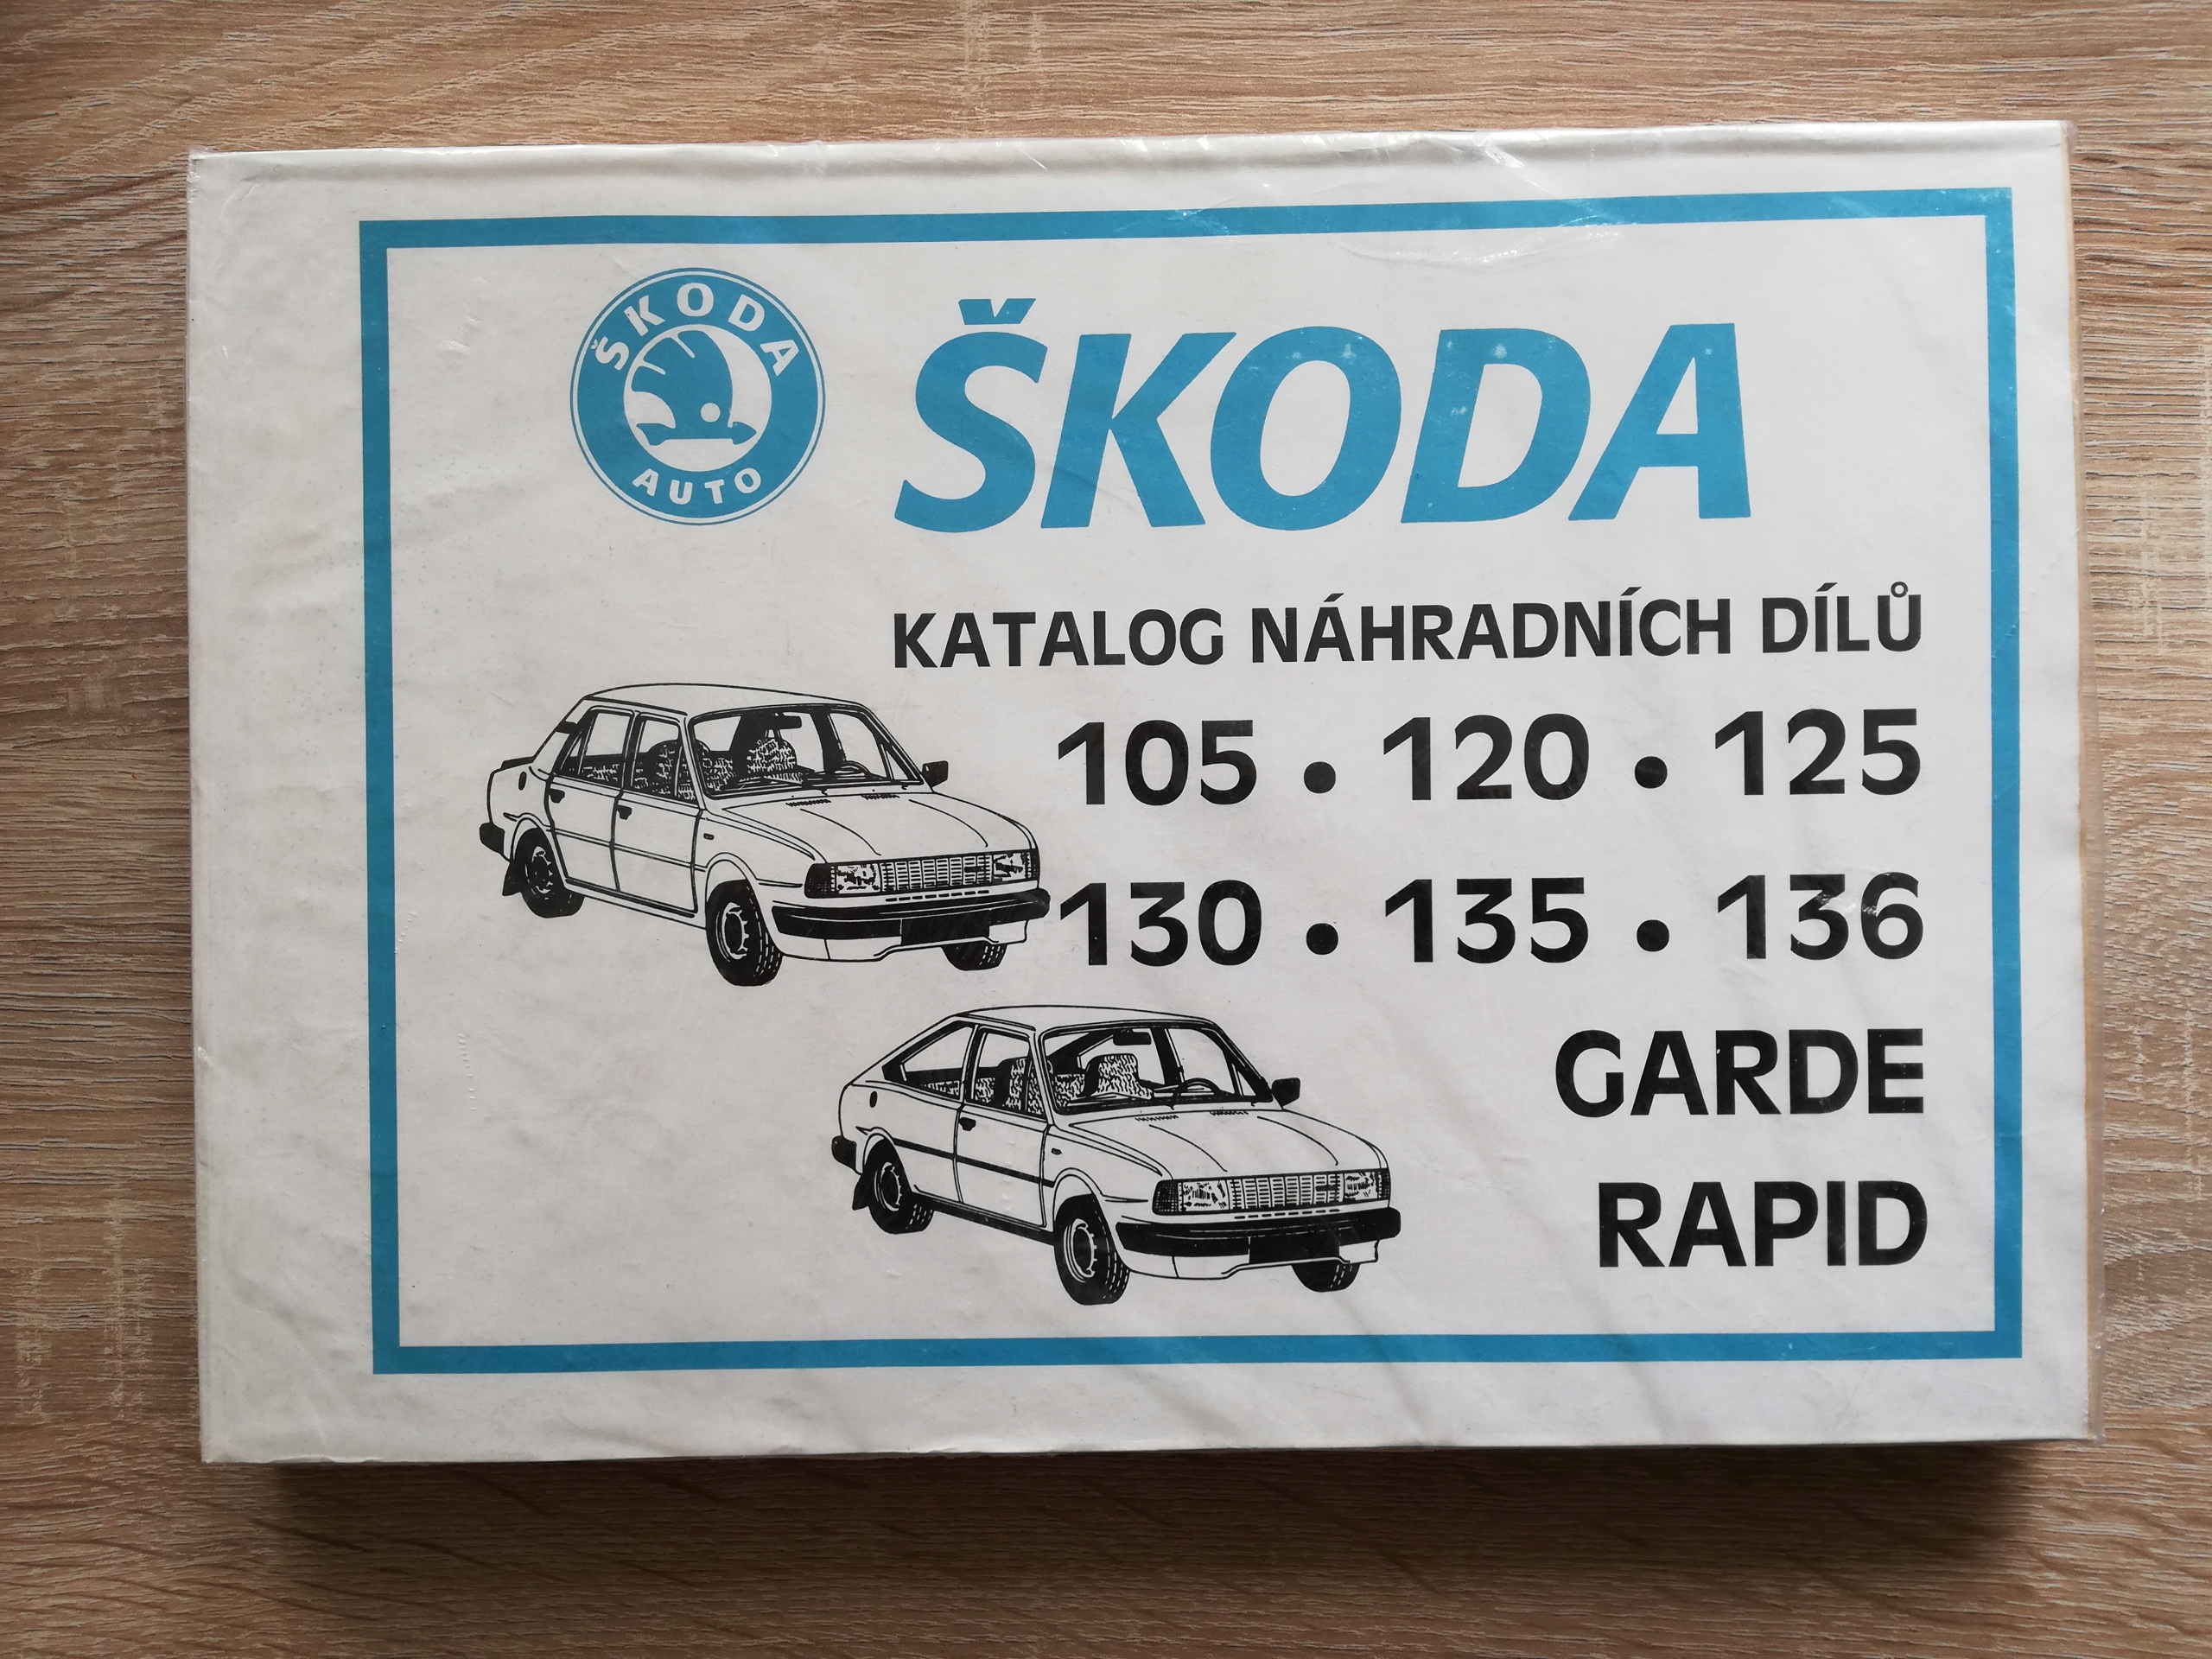 ŠKODA
AUTO
ŠKODA
KATALOG NÁHRADNÍCH DÍLŮ
105 • 120 • 125
130 • 135 • 136
GARDE
RAPID